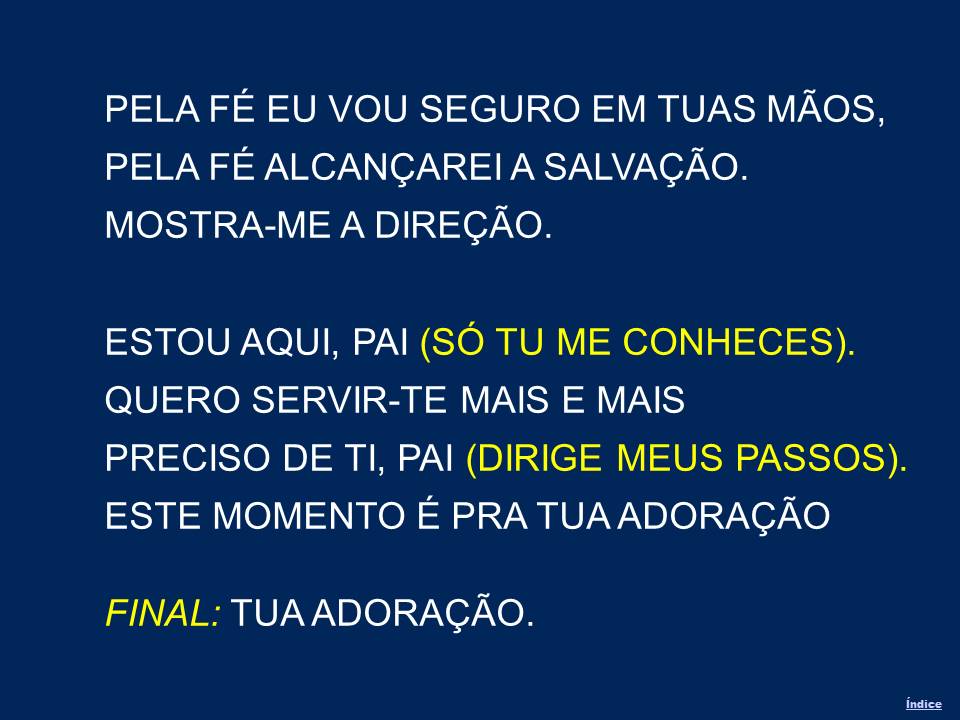 PELA FÉ EU VOU SEGURO EM TUAS MÃOS,
PELA FÉ ALCANÇAREI A SALVAÇÃO.
MOSTRA-ME A DIREÇÃO.
ESTOU AQUI, PAI (SÓ TU ME CONHECES).
QUERO SERVIR-TE MAIS E MAIS
PRECISO DE TI, PAI (DIRIGE MEUS PASSOS).
ESTE MOMENTO É PRA TUA ADORAÇÃO
FINAL: TUA ADORAÇÃO.
Índice